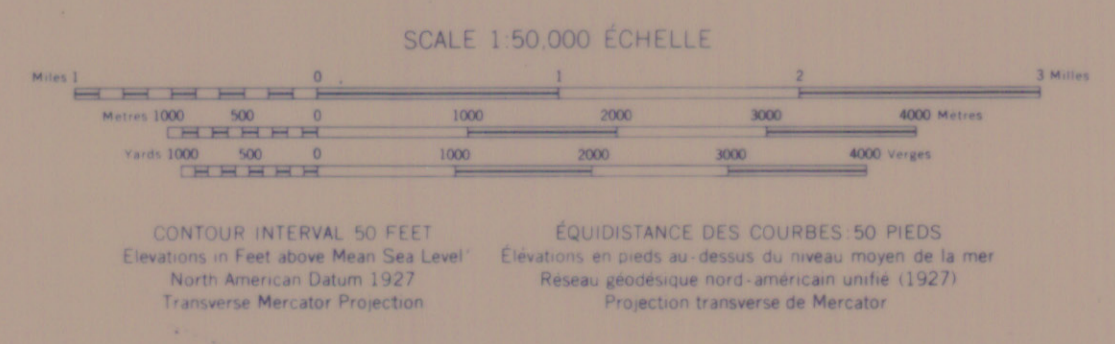 SCALE 1:50,000 ÉCHELLE
Miles 1 0 1 2 3 Milles
Metres 1000 500 0 1000 2000 3000 4000 Mètres
Yards 1000 500 0 1000 2000 3000 4000 Verges
CONTOUR INTERVAL 50 FEET
Elevations in Feet above Mean Sea Level
North American Datum 1927
Transverse Mercator Projection
ÉQUIDISTANCE DES COURBES: 50 PIEDS
Élévations en pieds au-dessus du niveau moyen de la mer
Réseau géodésique nord-américain unifié (1927)
Projection transverse de Mercator